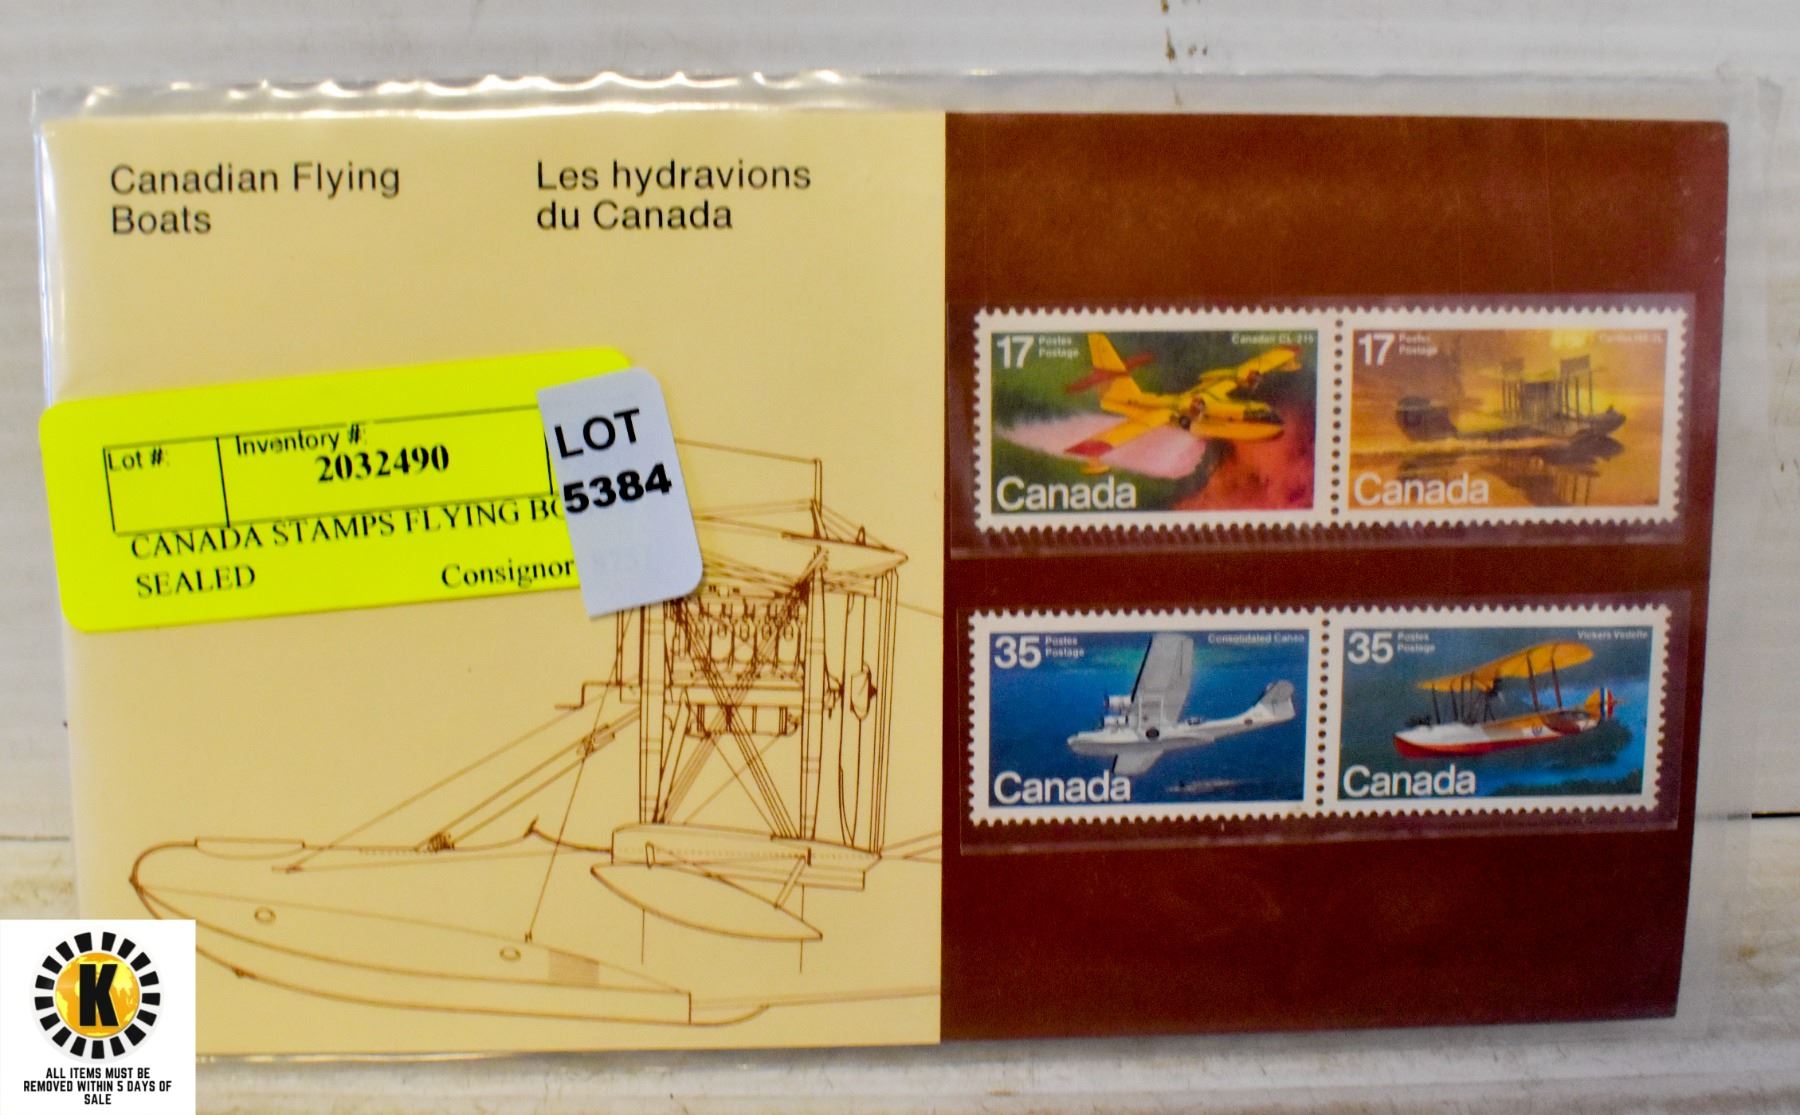 Canadian Flying
Boats
Les hydravions
du Canada
Lot #:
Inventory #:
2032490
LOT
5384
CANADA STAMPS FLYING BO
SEALED
Consignor
17 Postes
Postage
Canadair CL-215
Canada
17 Postes
Postage
Canada
35 Postes
Postage
Consolidated Canso
Canada
35 Postes
Postage
Vickers Vedette
Canada
K
ALL ITEMS MUST BE
REMOVED WITHIN 5 DAYS OF
SALE